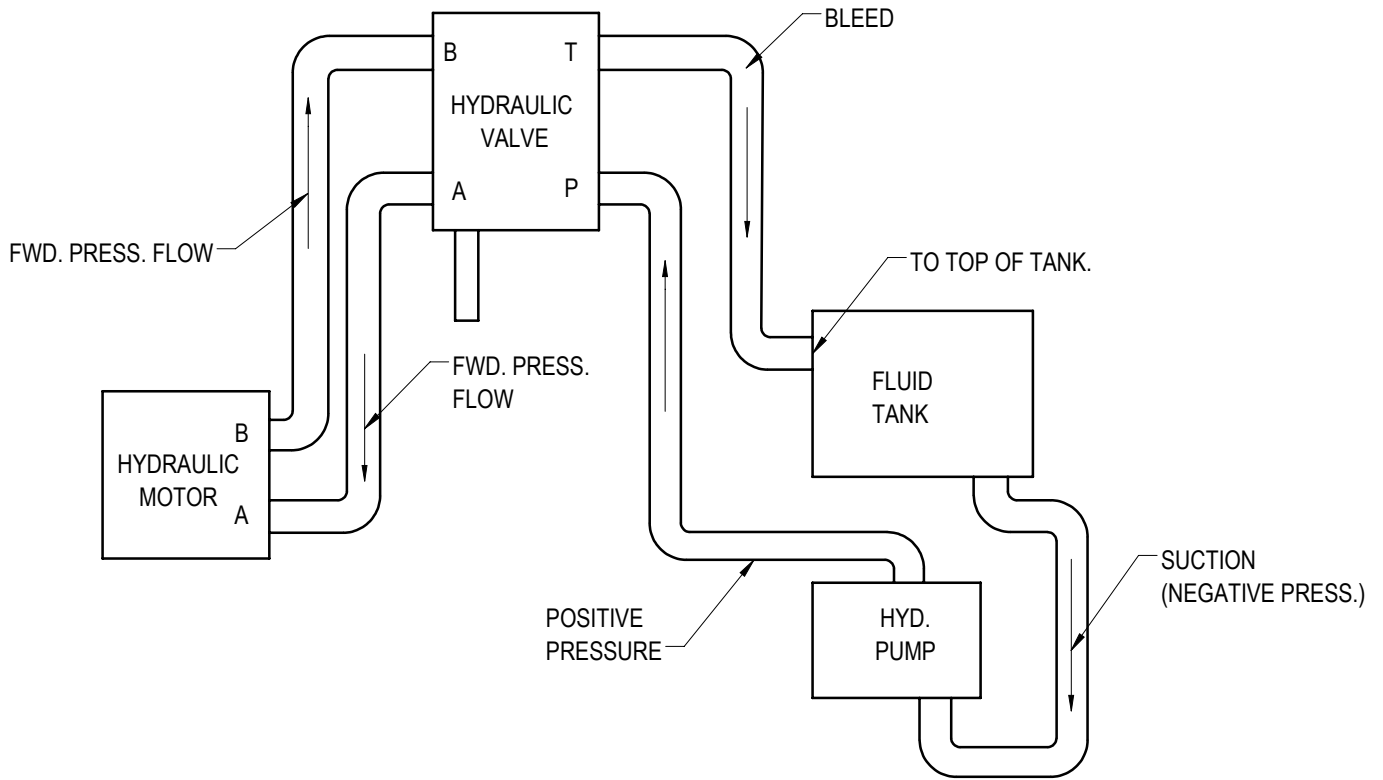 BLEED
B
T
HYDRAULIC
VALVE
A
P
FWD. PRESS. FLOW
TO TOP OF TANK.
FWD. PRESS.
FLOW
FLUID
TANK
B
HYDRAULIC
MOTOR
A
SUCTION
(NEGATIVE PRESS.)
POSITIVE
PRESSURE
HYD.
PUMP